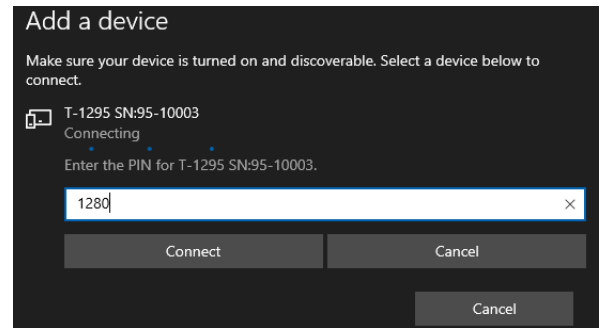 Add a device
Make sure your device is turned on and discoverable. Select a device below to
connect.
T-1295 SN:95-10003
Connecting
Enter the PIN for T-1295 SN:95-10003.
1280
Connect
Cancel
Cancel